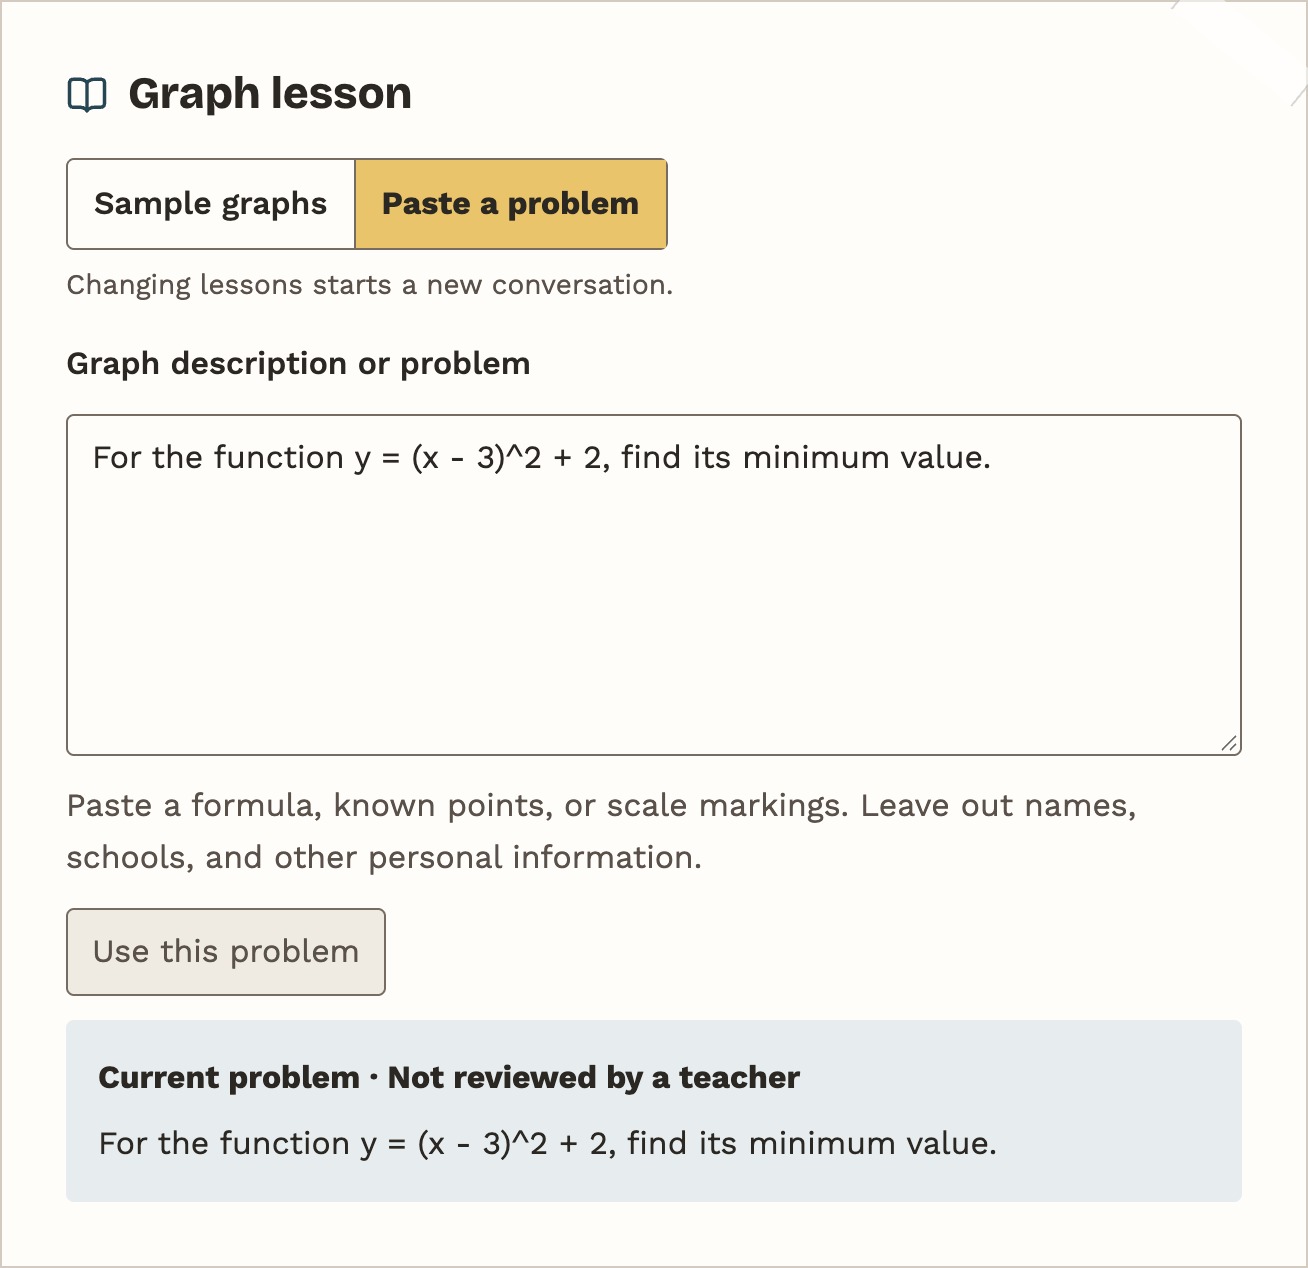 Graph lesson
Sample graphs
Paste a problem
Changing lessons starts a new conversation.
Graph description or problem
For the function y = (x - 3)^2 + 2, find its minimum value.
Paste a formula, known points, or scale markings. Leave out names,
schools, and other personal information.
Use this problem
Current problem · Not reviewed by a teacher
For the function y = (x - 3)^2 + 2, find its minimum value.